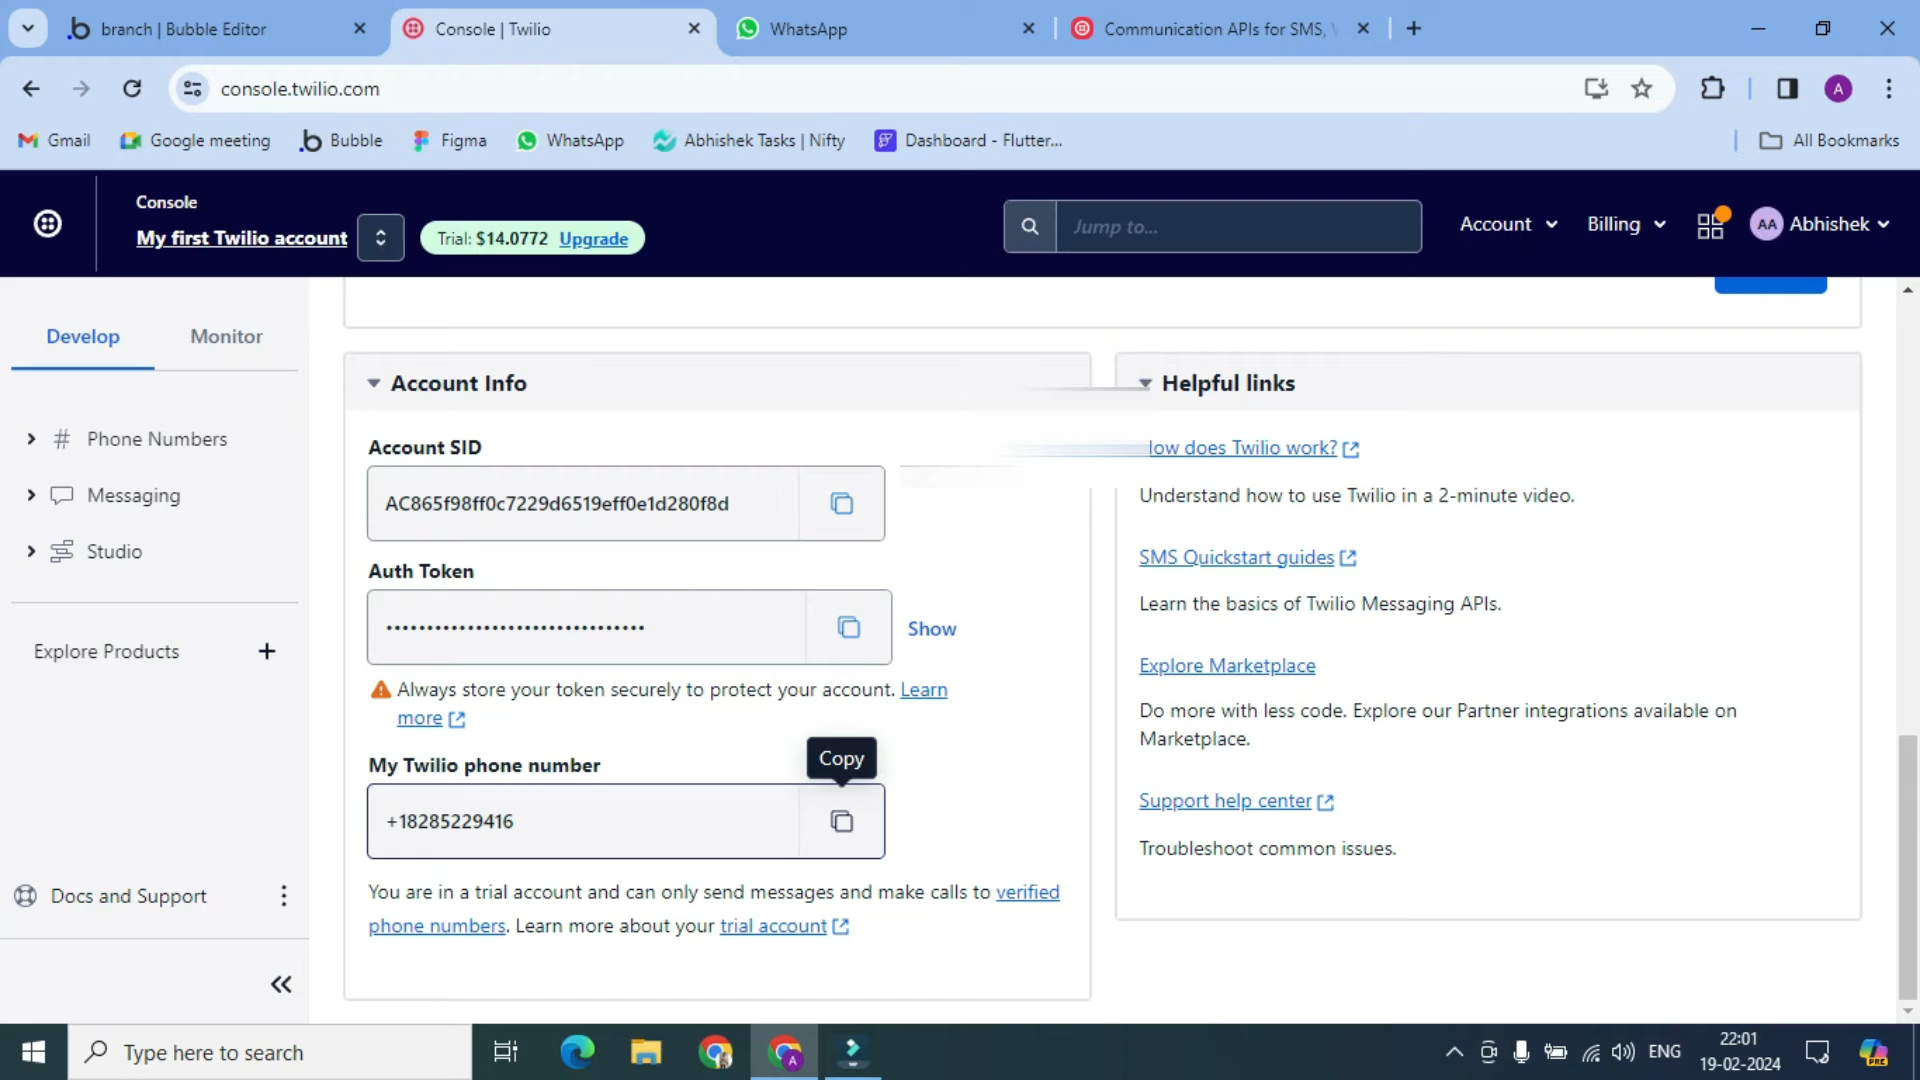 branch | Bubble Editor
Console | Twilio
WhatsApp
Communication APIs for SMS,
console.twilio.com
A
Gmail
Google meeting
Bubble
Figma
WhatsApp
Abhishek Tasks | Nifty
Dashboard - Flutter...
All Bookmarks
Console
My first Twilio account
Trial: $14.0772 Upgrade
Jump to...
Account
Billing
AA
Abhishek
Develop
Monitor
Phone Numbers
Messaging
Studio
Explore Products
Docs and Support
Account Info
Account SID
AC865f98ff0c7229d6519eff0e1d280f8d
Auth Token
••••••••••••••••••••••••••••••••
Show
Always store your token securely to protect your account. Learn
more
My Twilio phone number
Copy
+18285229416
You are in a trial account and can only send messages and make calls to verified
phone numbers. Learn more about your trial account
Helpful links
How does Twilio work?
Understand how to use Twilio in a 2-minute video.
SMS Quickstart guides
Learn the basics of Twilio Messaging APIs.
Explore Marketplace
Do more with less code. Explore our Partner integrations available on
Marketplace.
Support help center
Troubleshoot common issues.
Type here to search
A
ENG
22:01
19-02-2024
PRE